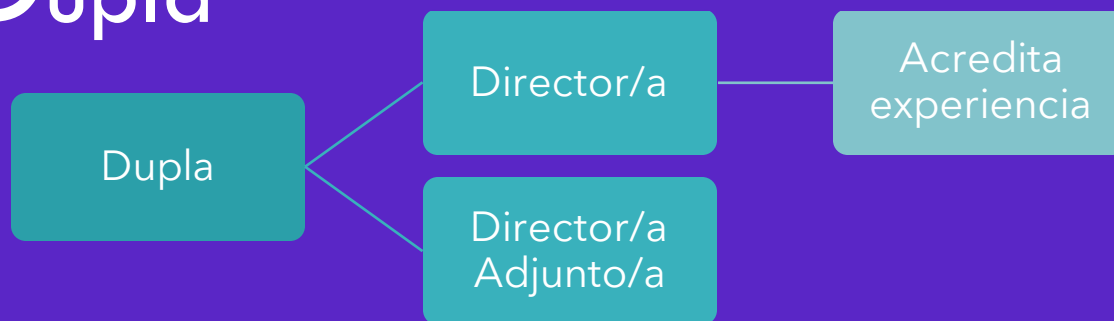 Dupla
Dupla
Director/a
Acredita
experiencia
Director/a
Adjunto/a